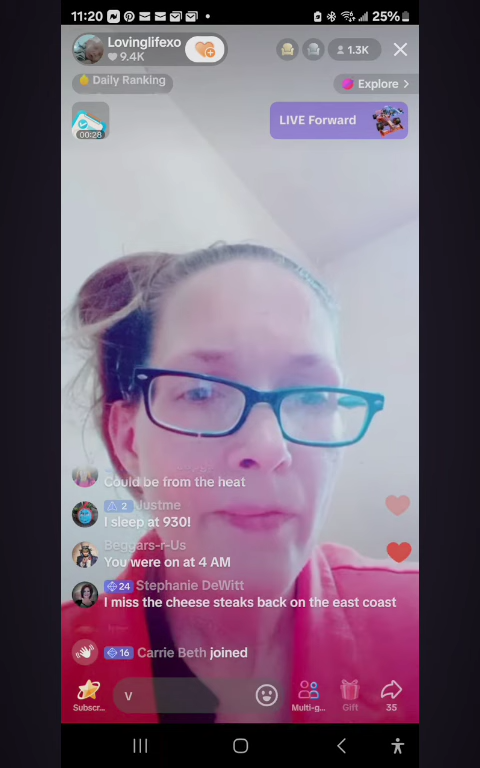 11:20
25%
Lovinglifexo
9.4K
1.3K
Daily Ranking
Explore >
00:28
LIVE Forward
Could be from the heat
2 Justme
I sleep at 930!
Beggars-r-Us
You were on at 4 AM
24 Stephanie DeWitt
I miss the cheese steaks back on the east coast
16 Carrie Beth joined
V
Subscr...
Multi-g...
Gift
35